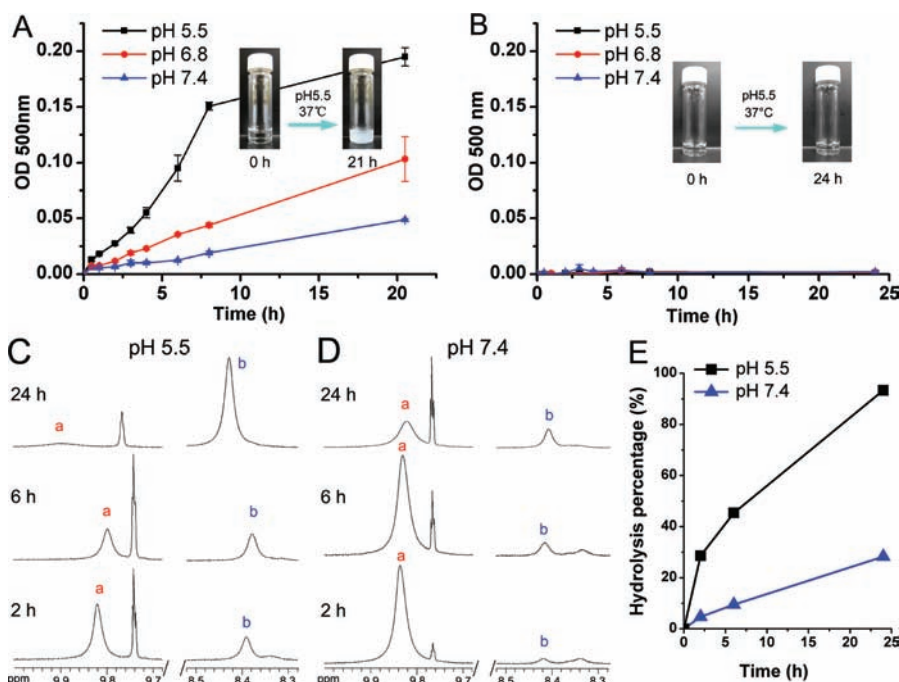 A
pH 5.5
pH 6.8
pH 7.4
OD 500nm
0.20
0.15
0.10
0.05
0.00
pH5.5
37℃
0 h
21 h
0 5 10 15 20
Time (h)
B
pH 5.5
pH 6.8
pH 7.4
OD 500 nm
0.20
0.15
0.10
0.05
0.00
pH5.5
37°C
0 h
24 h
0 5 10 15 20 25
Time (h)
C
pH 5.5
24 h
a
b
6 h
a
b
2 h
a
b
ppm 9.9 9.8 9.7 8.5 8.4 8.3
D
pH 7.4
24 h
a
b
6 h
a
b
2 h
a
b
ppm 9.9 9.8 9.7 8.5 8.4 8.3
E
pH 5.5
pH 7.4
Hydrolysis percentage (%)
100
80
60
40
20
0
0 5 10 15 20 25
Time (h)